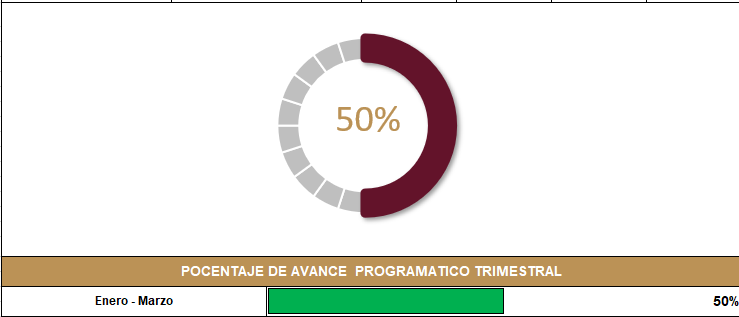 50%
POCENTAJE DE AVANCE  PROGRAMATICO TRIMESTRAL
Enero - Marzo 50%